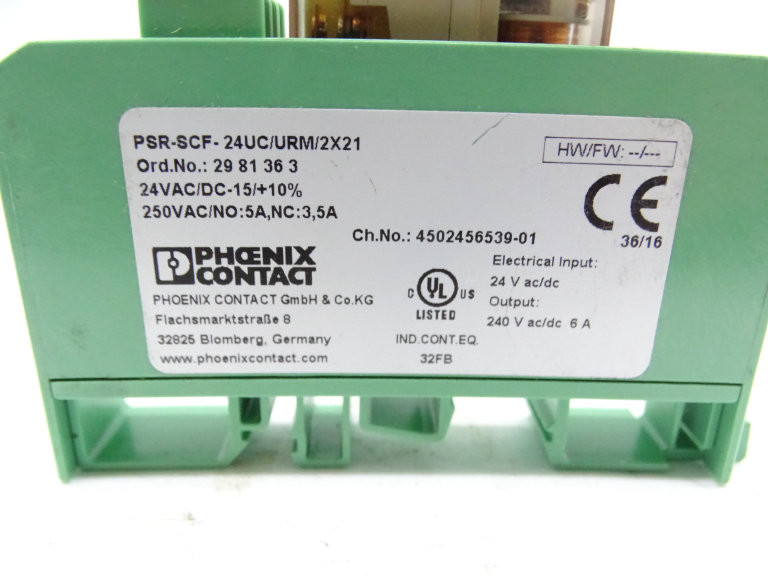 PSR-SCF- 24UC/URM/2X21
HW/FW: --/---
Ord.No.: 29 81 36 3
24VAC/DC-15/+10%
250VAC/NO:5A,NC:3,5A
CE
Ch.No.: 4502456539-01
36/16
PHŒNIX
CONTACT
PHOENIX CONTACT GmbH & Co.KG
Flachsmarktstraße 8
32825 Blomberg, Germany
www.phoenixcontact.com
C UL US
LISTED
IND.CONT.EQ.
32FB
Electrical Input:
24 V ac/dc
Output:
240 V ac/dc 6 A